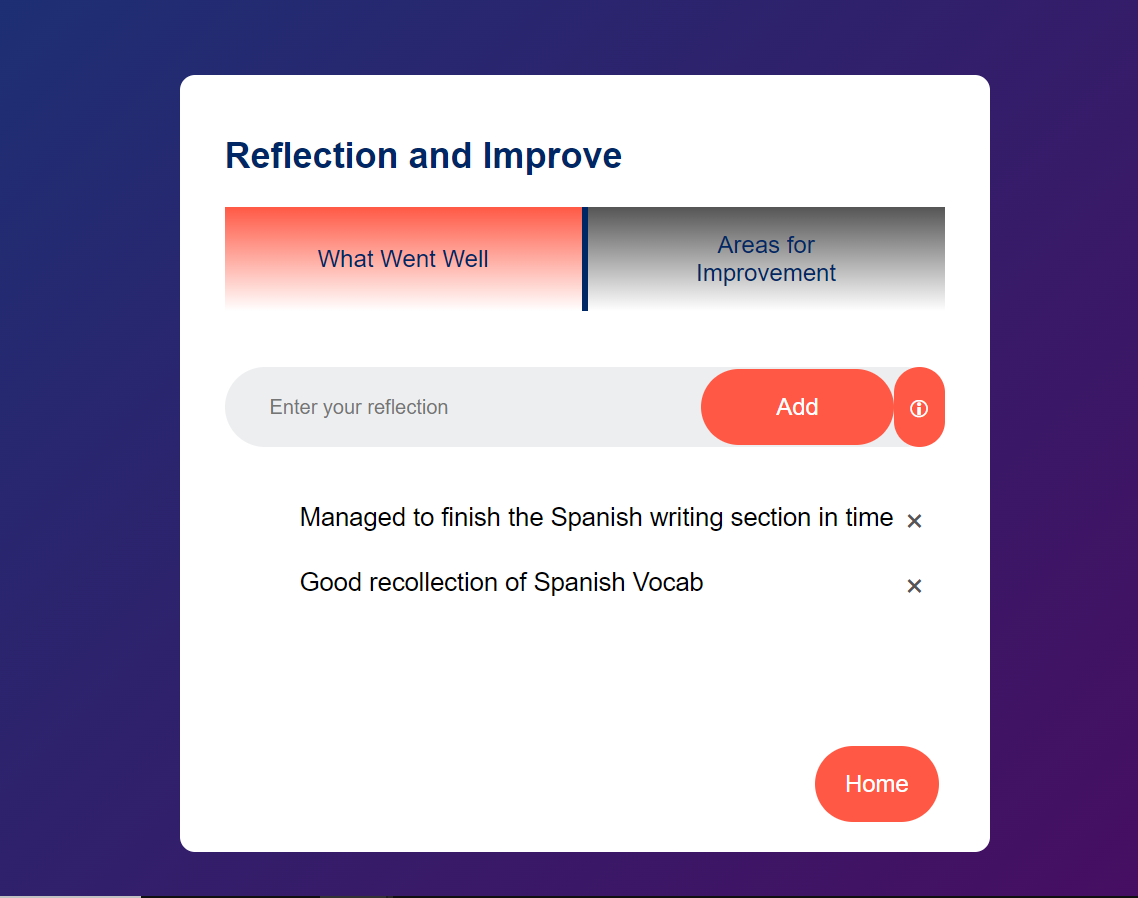 Reflection and Improve
What Went Well
Areas for
Improvement
Enter your reflection
Add
Managed to finish the Spanish writing section in time
Good recollection of Spanish Vocab
Home